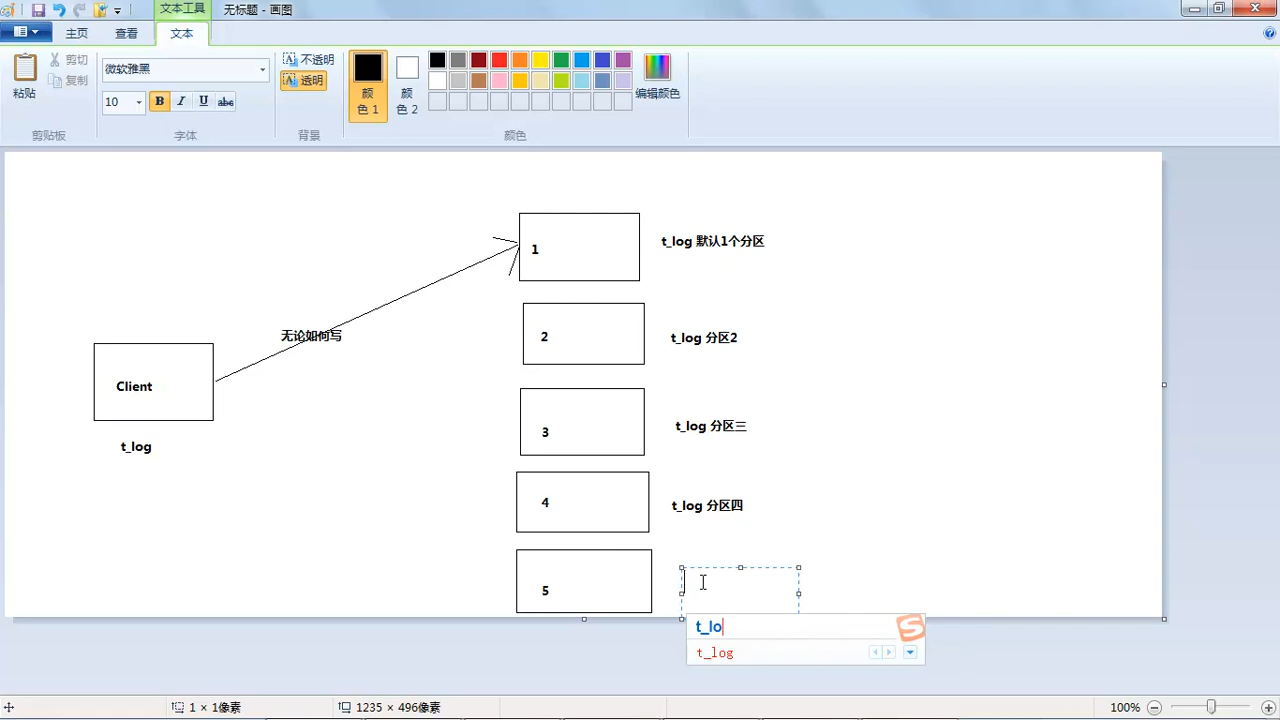 文本工具
无标题 - 画图
主页
查看
文本
粘贴
剪切
复制
剪贴板
微软雅黑
10
B
I
U
abc
字体
不透明
透明
背景
颜色 1
颜色 2
编辑颜色
颜色
1
t_log 默认1个分区
无论如何写
2
t_log 分区2
Client
t_log
3
t_log 分区三
4
t_log 分区四
5
t_lo
t_log
1 × 1像素
1235 × 496像素
100%